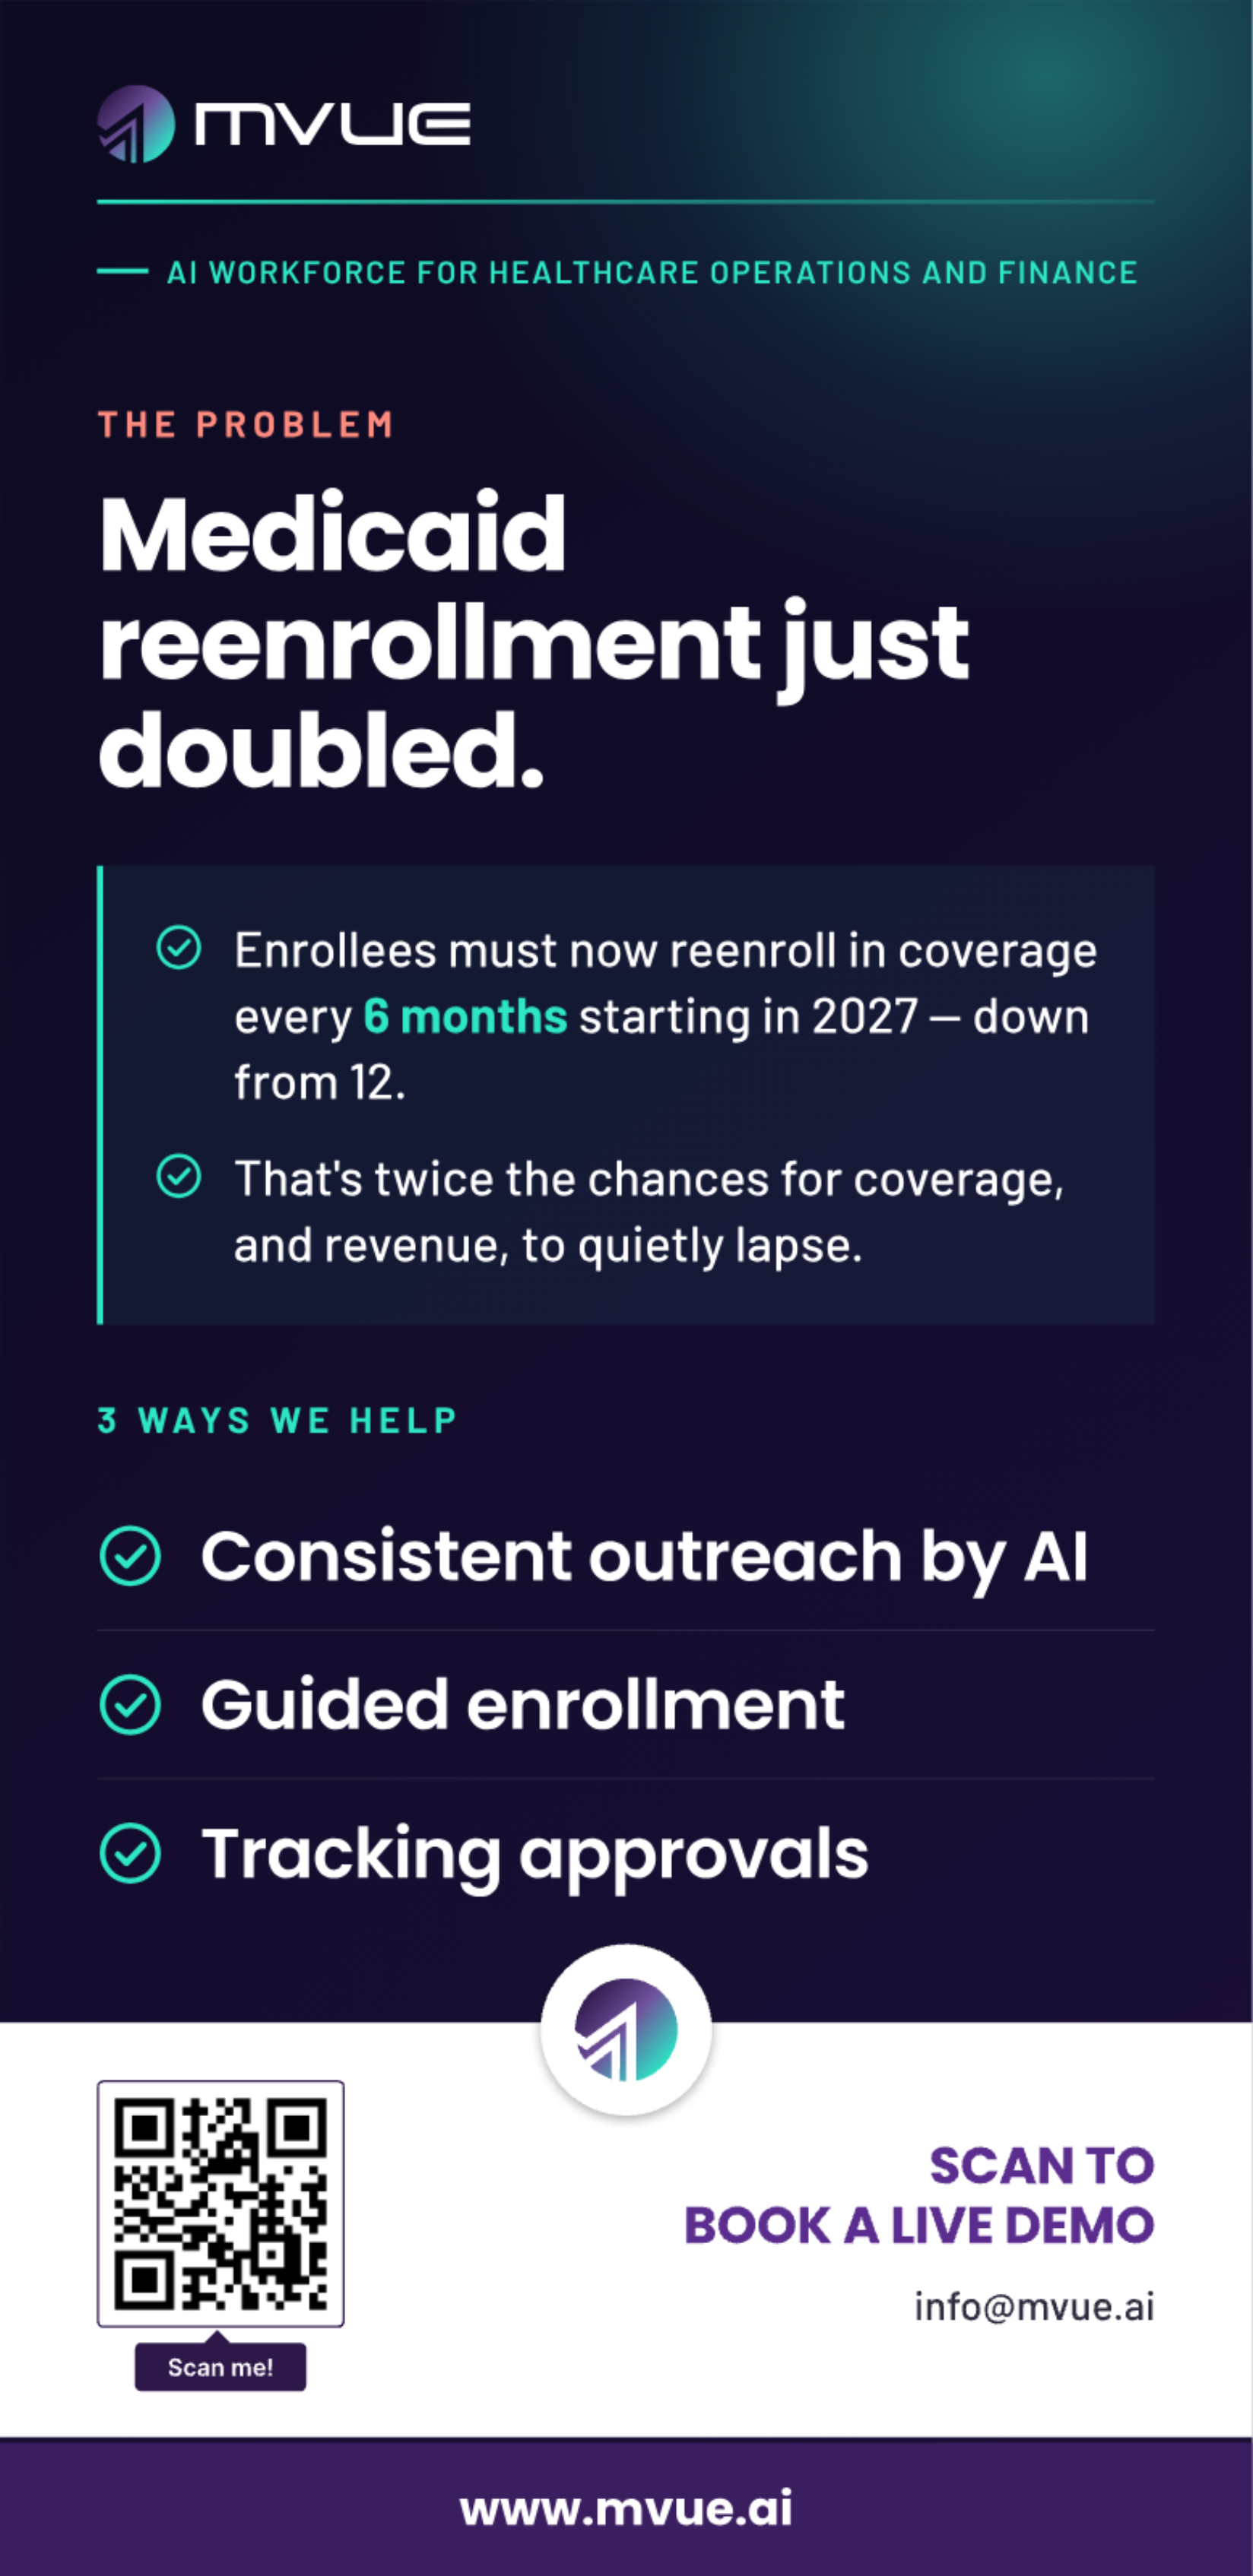 mvue
AI WORKFORCE FOR HEALTHCARE OPERATIONS AND FINANCE
THE PROBLEM
Medicaid
reenrollment just
doubled.
Enrollees must now reenroll in coverage
every 6 months starting in 2027 – down
from 12.
That's twice the chances for coverage,
and revenue, to quietly lapse.
3 WAYS WE HELP
Consistent outreach by AI
Guided enrollment
Tracking approvals
SCAN TO
BOOK A LIVE DEMO
info@mvue.ai
Scan me!
www.mvue.ai